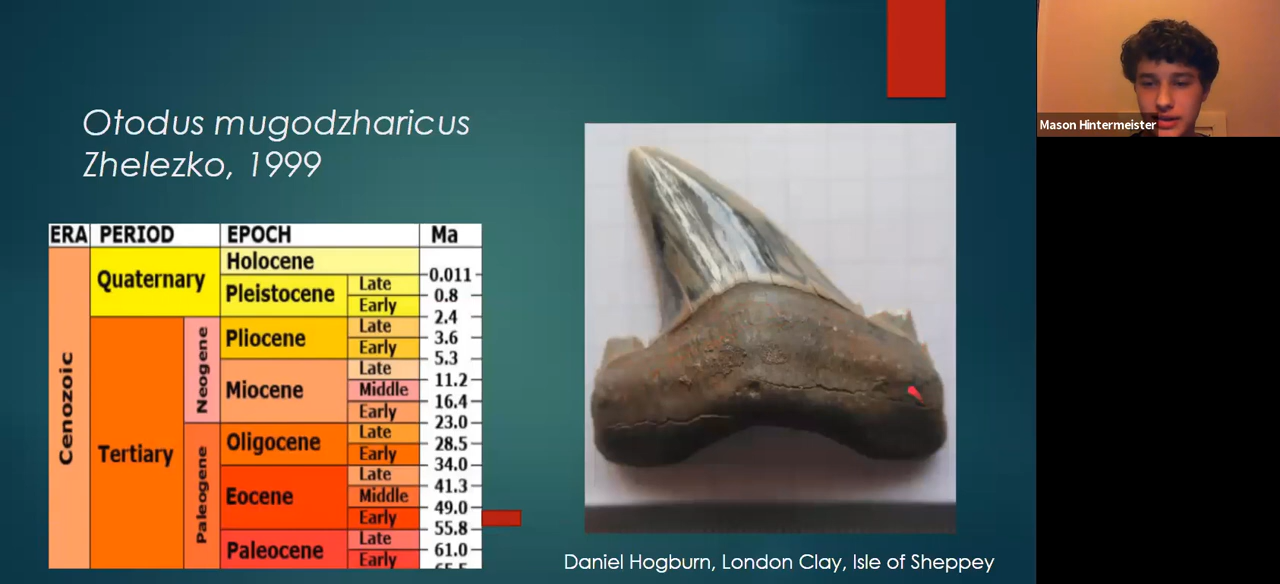 Otodus mugodzharicus
Zhelezko, 1999
ERA PERIOD EPOCH Ma
Cenozoic
Quaternary
Tertiary
Neogene
Paleogene
Holocene
0.011
Pleistocene Late
0.8
Early
2.4
Pliocene Late
3.6
Early
5.3
Miocene Late
11.2
Middle
16.4
Early
23.0
Oligocene Late
28.5
Early
34.0
Eocene Late
41.3
Middle
49.0
Early
55.8
Paleocene Late
61.0
Early
Daniel Hogburn, London Clay, Isle of Sheppey
Mason Hintermeister